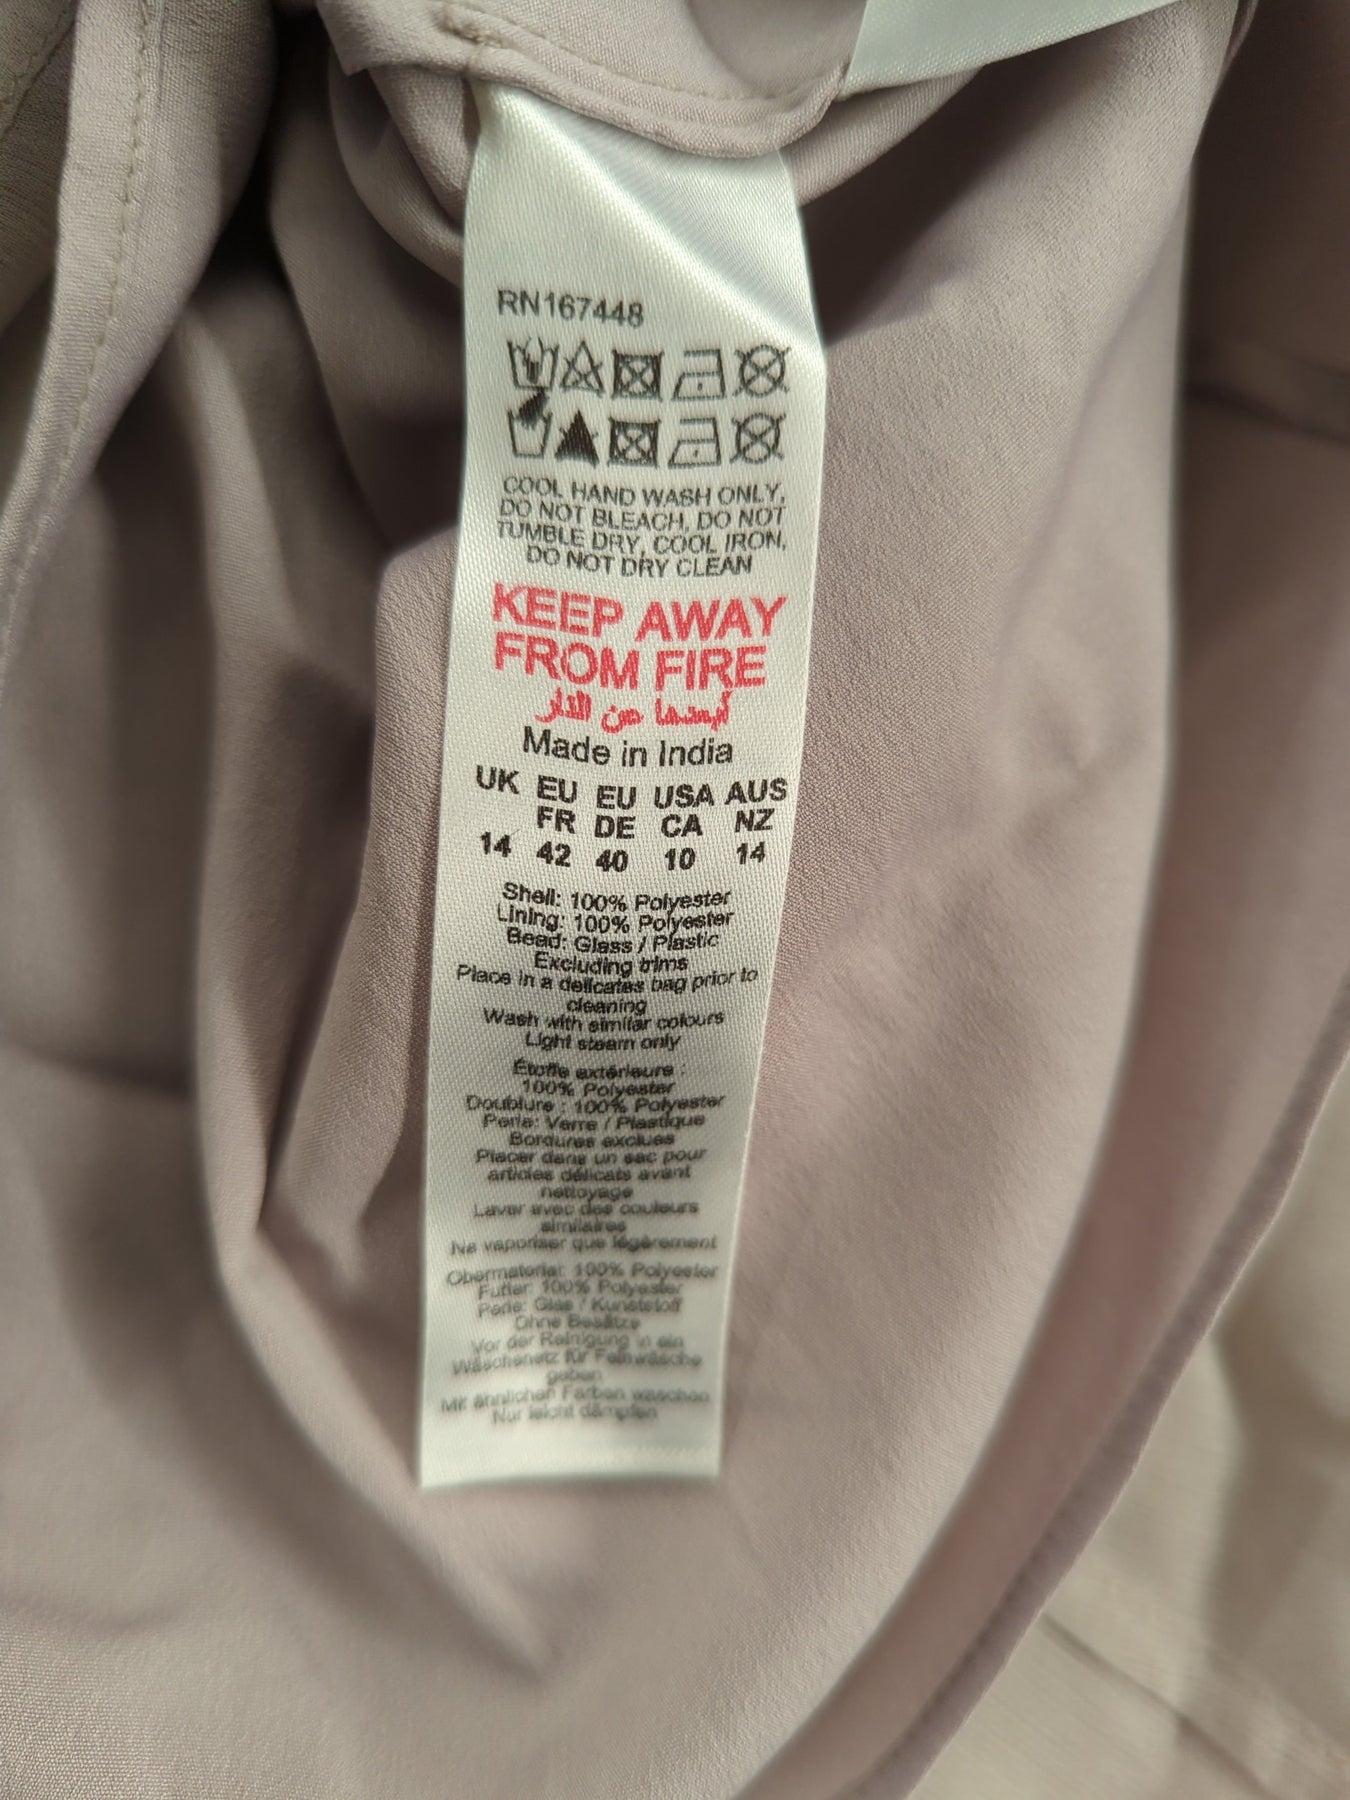 RN167448
COOL HAND WASH ONLY,
DO NOT BLEACH, DO NOT
TUMBLE DRY, COOL IRON,
DO NOT DRY CLEAN
KEEP AWAY
FROM FIRE
أبعدها عن النار
Made in India
UK EU EU USA AUS
FR DE CA NZ
14 42 40 10 14
Shell: 100% Polyester
Lining: 100% Polyester
Bead: Glass / Plastic
Excluding trims
Place in a delicates bag prior to
cleaning
Wash with similar colours
Light steam only
Étoffe extérieure :
100% Polyester
Doublure : 100% Polyester
Perle: Verre / Plastique
Bordures exclues
Placer dans un sac pour
articles délicats avant
nettoyage
Laver avec des couleurs
similaires
Ne vaporiser que légèrement
Obermaterial: 100% Polyester
Futter: 100% Polyester
Perle: Glas / Kunststoff
Ohne Besätze
Vor der Reinigung in ein
Wäschenetz für Feinwäsche
geben
Mit ähnlichen Farben waschen
Nur leicht dämpfen